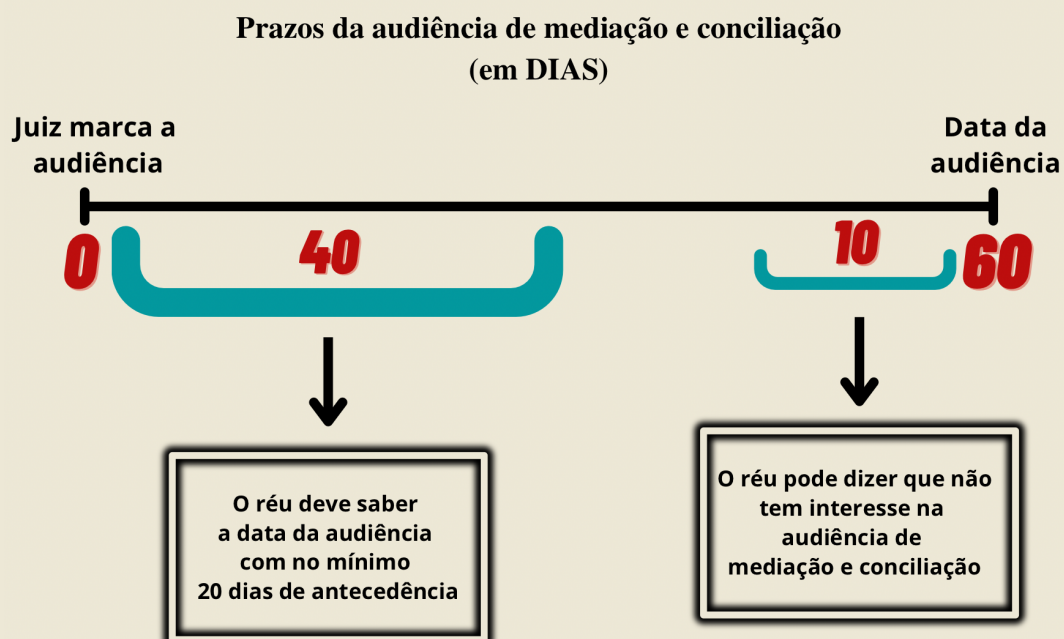 Prazos da audiência de mediação e conciliação
(em DIAS)
Juiz marca a
audiência
Data da
audiência
0
40
10
60
O réu deve saber
a data da audiência
com no mínimo
20 dias de antecedência
O réu pode dizer que não
tem interesse na
audiência de
mediação e conciliação